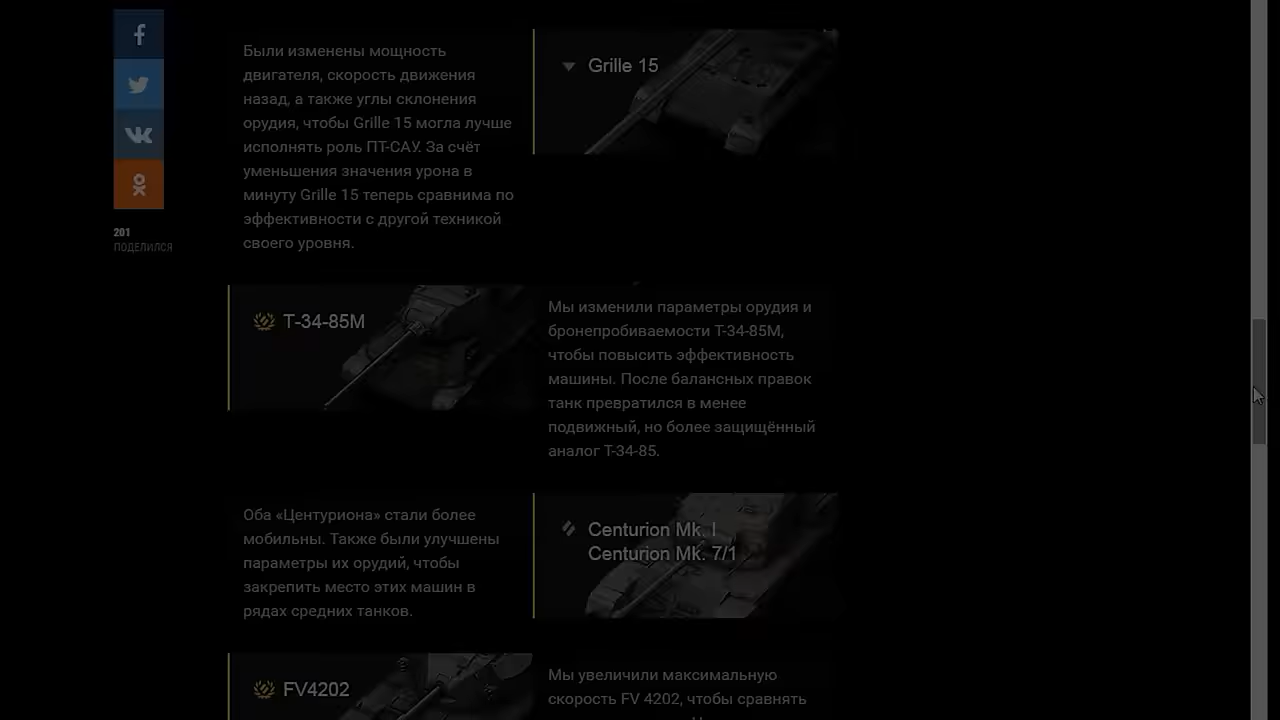 201
ПОДЕЛИЛСЯ
Были изменены мощность
двигателя, скорость движения
назад, а также углы склонения
орудия, чтобы Grille 15 могла лучше
исполнять роль ПТ-САУ. За счёт
уменьшения значения урона в
минуту Grille 15 теперь сравнима по
эффективности с другой техникой
своего уровня.
Grille 15
T-34-85M
Мы изменили параметры орудия и
бронепробиваемости T-34-85M,
чтобы повысить эффективность
машины. После балансных правок
танк превратился в менее
подвижный, но более защищённый
аналог T-34-85.
Оба «Центуриона» стали более
мобильны. Также были улучшены
параметры их орудий, чтобы
закрепить место этих машин в
рядах средних танков.
Centurion Mk. I
Centurion Mk. 7/1
FV4202
Мы увеличили максимальную
скорость FV 4202, чтобы сравнять